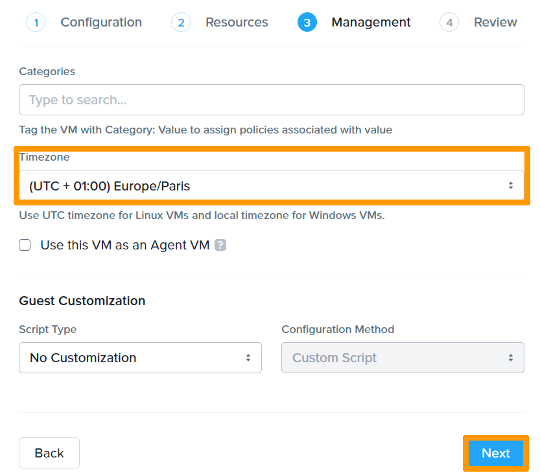 1 Configuration 2 Resources 3 Management 4 Review
Categories
Type to search...
Tag the VM with Category: Value to assign policies associated with value
Timezone
(UTC + 01:00) Europe/Paris
Use UTC timezone for Linux VMs and local timezone for Windows VMs.
Use this VM as an Agent VM ?
Guest Customization
Script Type Configuration Method
No Customization Custom Script
Back Next